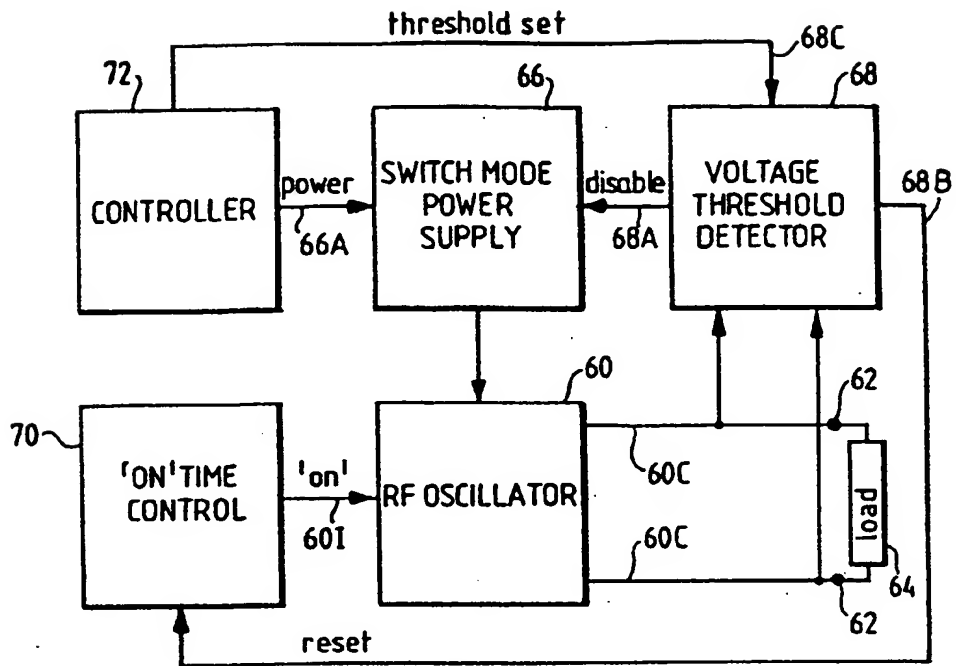 threshold set
68C
72
66
68
CONTROLLER
power
66A
SWITCH MODE
POWER
SUPPLY
disable
68A
VOLTAGE
THRESHOLD
DETECTOR
68B
60
62
70
'ON' TIME
CONTROL
'on'
60I
RF OSCILLATOR
60C
60C
load
64
62
reset